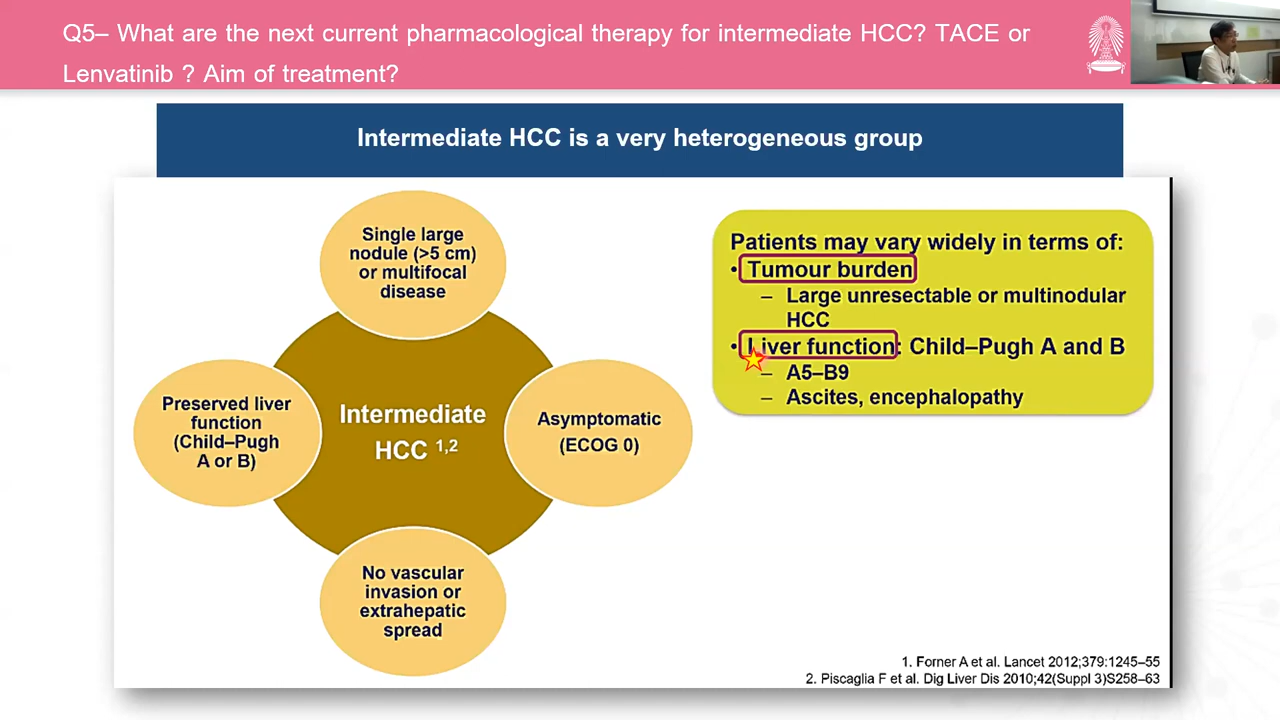 Q5– What are the next current pharmacological therapy for intermediate HCC? TACE or
Lenvatinib ? Aim of treatment?
Intermediate HCC is a very heterogeneous group
Single large
nodule (>5 cm)
or multifocal
disease
Preserved liver
function
(Child–Pugh
A or B)
Intermediate
HCC 1,2
Asymptomatic
(ECOG 0)
No vascular
invasion or
extrahepatic
spread
Patients may vary widely in terms of:
• Tumour burden
– Large unresectable or multinodular
HCC
• Liver function: Child–Pugh A and B
– A5–B9
– Ascites, encephalopathy
1. Forner A et al. Lancet 2012;379:1245–55
2. Piscaglia F et al. Dig Liver Dis 2010;42(Suppl 3)S258–63